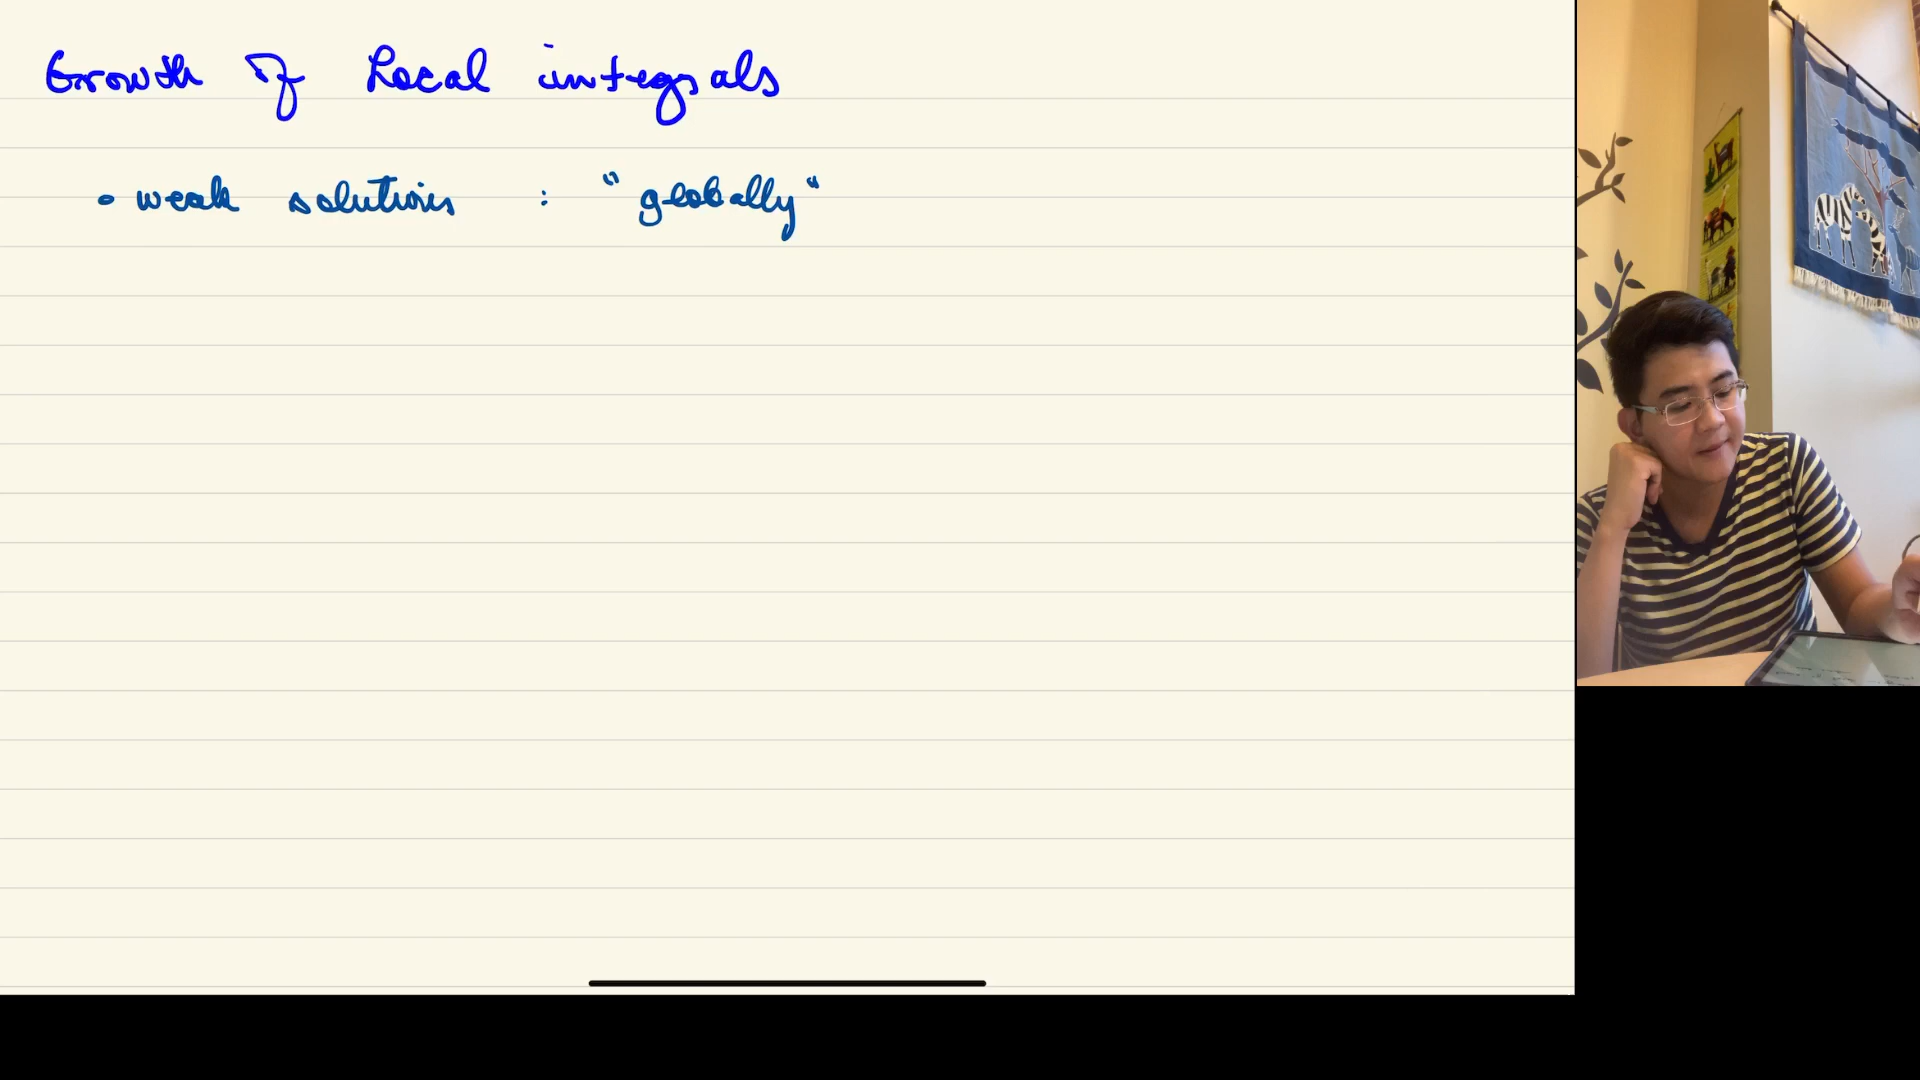 Growth of Local integrals
• weak solutions : "globally"